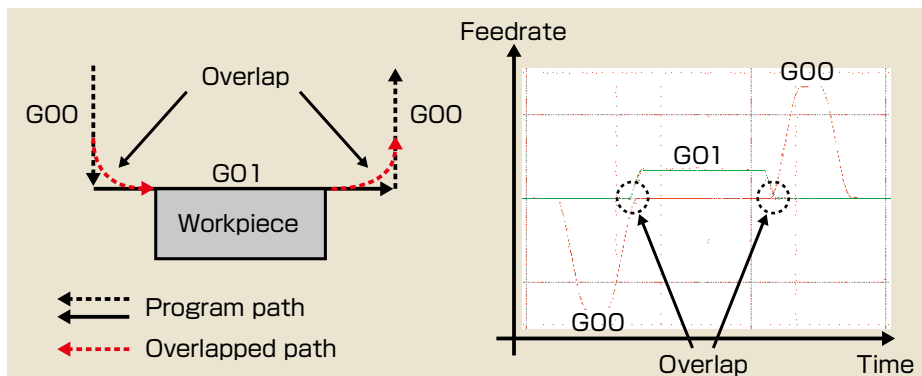 Overlap
G00
G00
G01
Workpiece
Program path
Overlapped path
Feedrate
G00
G01
G00
Overlap
Time